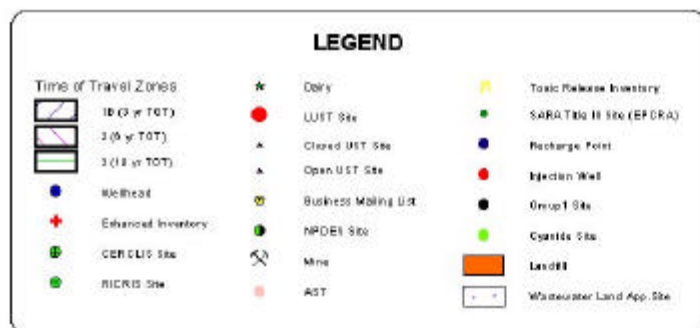 LEGEND
Time of Travel Zones
1B (3 yr TOT)
2 (6 yr TOT)
3 (10 yr TOT)
Wellhead
Enhanced Inventory
CERCLIS Site
RICRIS Site
Dairy
LUST Site
Closed UST Site
Open UST Site
Business Mailing List
NPDES Site
Mine
AST
Toxic Release Inventory
SARA Title III Site (EPCRA)
Recharge Point
Injection Well
Group1 Site
Cyanide Site
Landfill
Wastewater Land App.Site